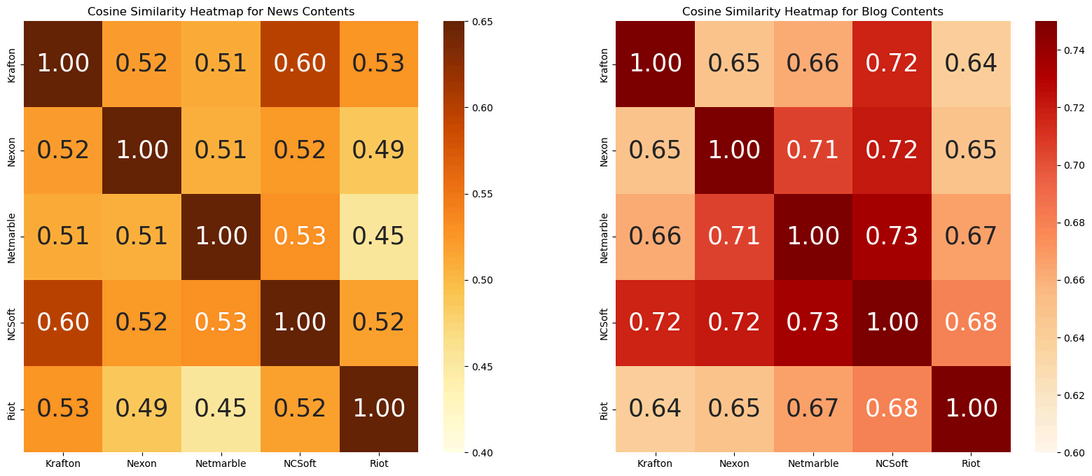 Cosine Similarity Heatmap for News Contents
Krafton 1.00 0.52 0.51 0.60 0.53
Nexon 0.52 1.00 0.51 0.52 0.49
Netmarble 0.51 0.51 1.00 0.53 0.45
NCSoft 0.60 0.52 0.53 1.00 0.52
Riot 0.53 0.49 0.45 0.52 1.00
Krafton Nexon Netmarble NCSoft Riot
0.65
0.60
0.55
0.50
0.45
0.40
Cosine Similarity Heatmap for Blog Contents
Krafton 1.00 0.65 0.66 0.72 0.64
Nexon 0.65 1.00 0.71 0.72 0.65
Netmarble 0.66 0.71 1.00 0.73 0.67
NCSoft 0.72 0.72 0.73 1.00 0.68
Riot 0.64 0.65 0.67 0.68 1.00
Krafton Nexon Netmarble NCSoft Riot
0.74
0.72
0.70
0.68
0.66
0.64
0.62
0.60